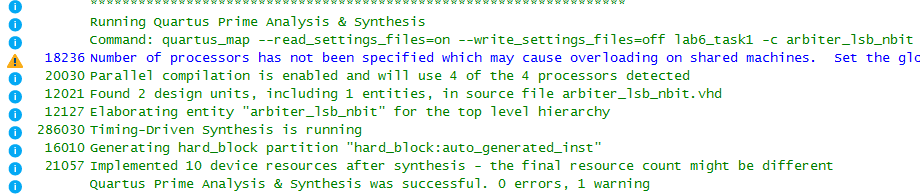 *******************************************************************
Running Quartus Prime Analysis & Synthesis
Command: quartus_map --read_settings_files=on --write_settings_files=off lab6_task1 -c arbiter_lsb_nbit
18236 Number of processors has not been specified which may cause overloading on shared machines.  Set the glo
20030 Parallel compilation is enabled and will use 4 of the 4 processors detected
12021 Found 2 design units, including 1 entities, in source file arbiter_lsb_nbit.vhd
12127 Elaborating entity "arbiter_lsb_nbit" for the top level hierarchy
286030 Timing-Driven Synthesis is running
16010 Generating hard_block partition "hard_block:auto_generated_inst"
21057 Implemented 10 device resources after synthesis - the final resource count might be different
Quartus Prime Analysis & Synthesis was successful. 0 errors, 1 warning